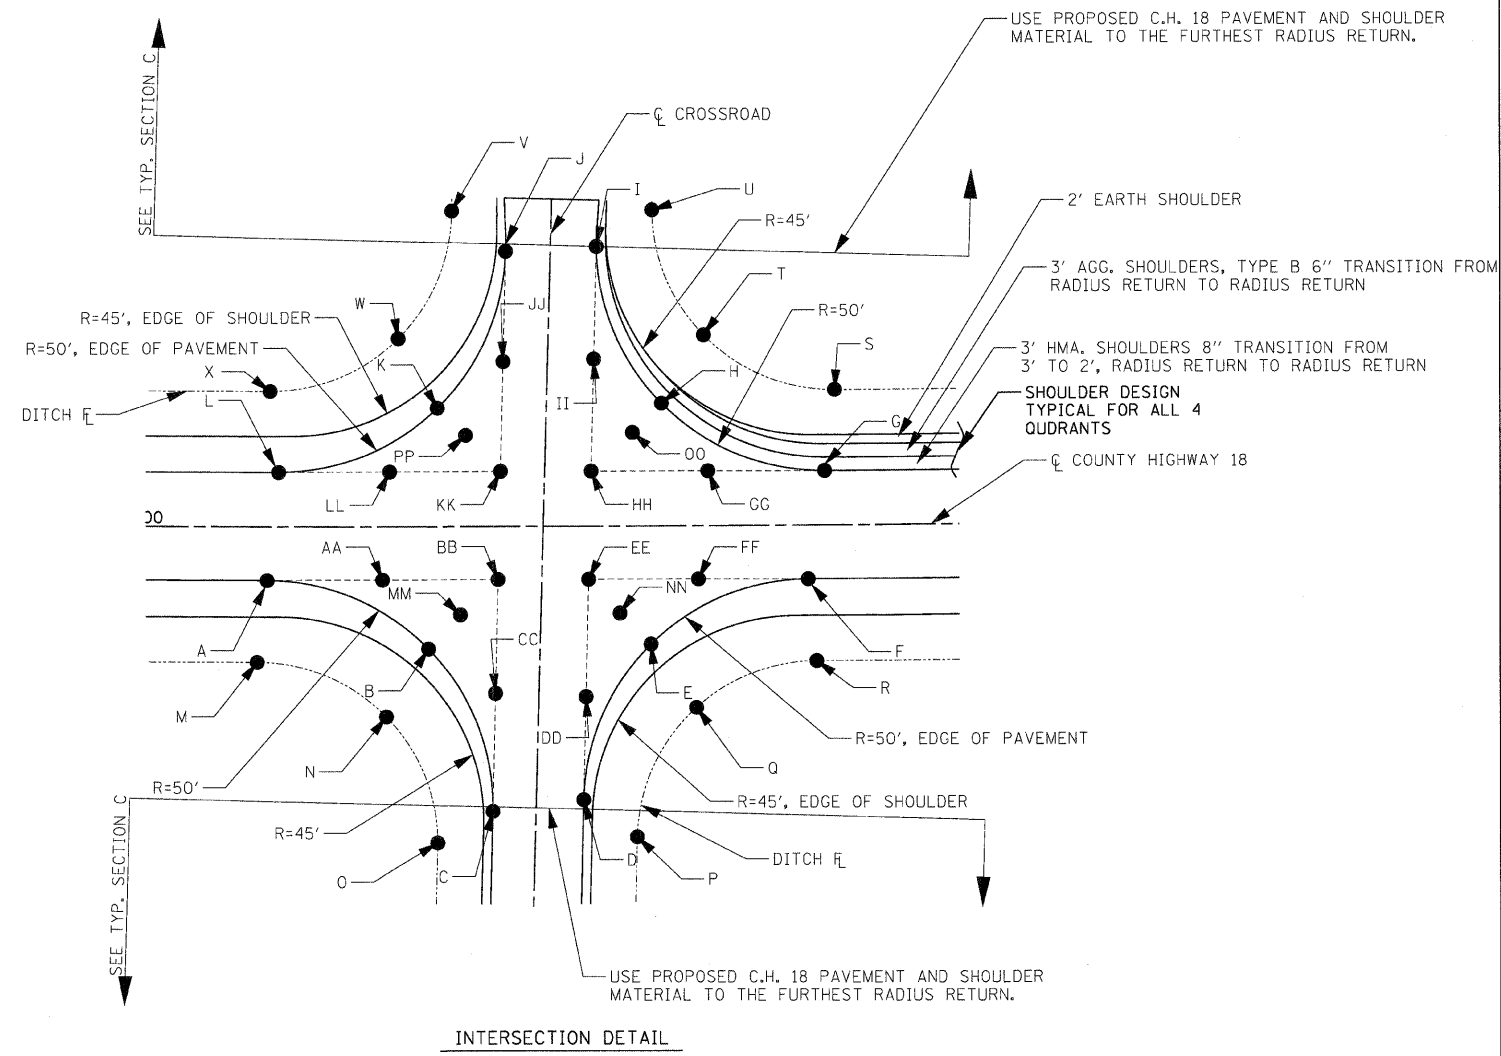 USE PROPOSED C.H. 18 PAVEMENT AND SHOULDER
MATERIAL TO THE FURTHEST RADIUS RETURN.
SEE TYP. SECTION C
℄ CROSSROAD
V
J
I
U
2' EARTH SHOULDER
R=45'
3' AGG. SHOULDERS, TYPE B 6" TRANSITION FROM
RADIUS RETURN TO RADIUS RETURN
T
W
JJ
R=50'
R=45', EDGE OF SHOULDER
R=50', EDGE OF PAVEMENT
S
3' HMA. SHOULDERS 8" TRANSITION FROM
3' TO 2', RADIUS RETURN TO RADIUS RETURN
X
K
H
L
II
SHOULDER DESIGN
TYPICAL FOR ALL 4
QUDRANTS
DITCH ℄
G
PP
OO
℄ COUNTY HIGHWAY 18
LL
KK
HH
GG
AA
BB
EE
FF
MM
NN
CC
A
F
B
E
R
M
DD
R=50', EDGE OF PAVEMENT
N
Q
R=50'
R=45', EDGE OF SHOULDER
R=45'
SEE TYP. SECTION C
O
C
D
DITCH ℄
P
USE PROPOSED C.H. 18 PAVEMENT AND SHOULDER
MATERIAL TO THE FURTHEST RADIUS RETURN.
INTERSECTION DETAIL